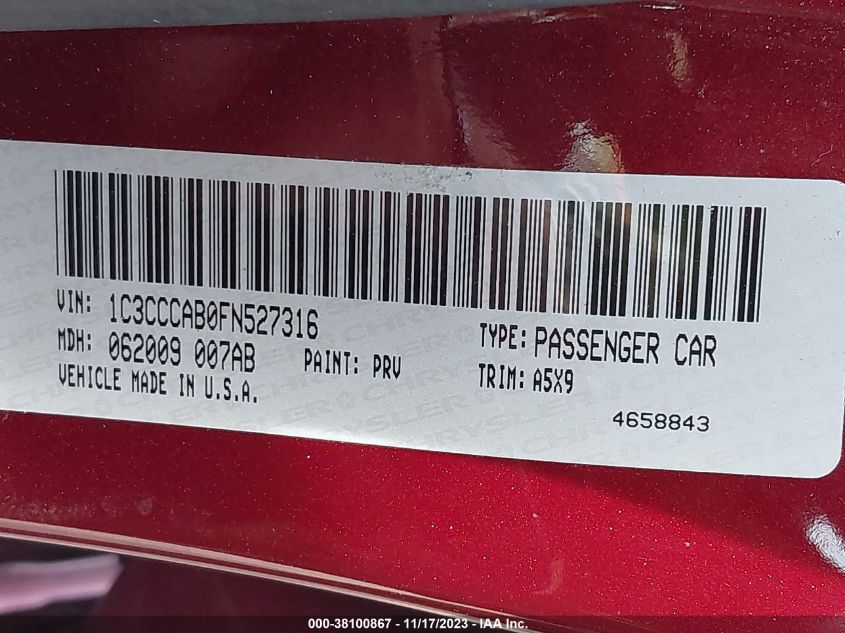 VIN: 1C3CCCAB0FN527316
TYPE: PASSENGER CAR
MDH: 062009 007AB
PAINT: PRV
TRIM: A5X9
VEHICLE MADE IN U.S.A.
4658843
000-38100867 - 11/17/2023 - IAA Inc.